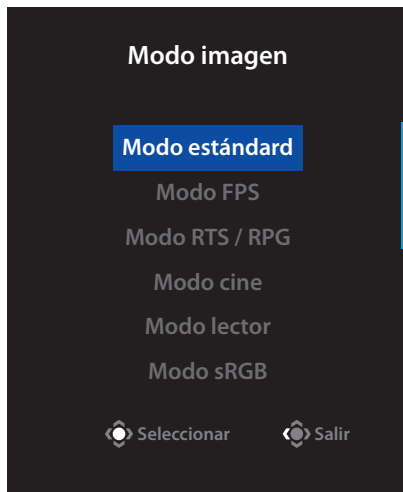 Modo imagen
Modo estándard
Modo FPS
Modo RTS / RPG
Modo cine
Modo lector
Modo sRGB
Seleccionar Salir